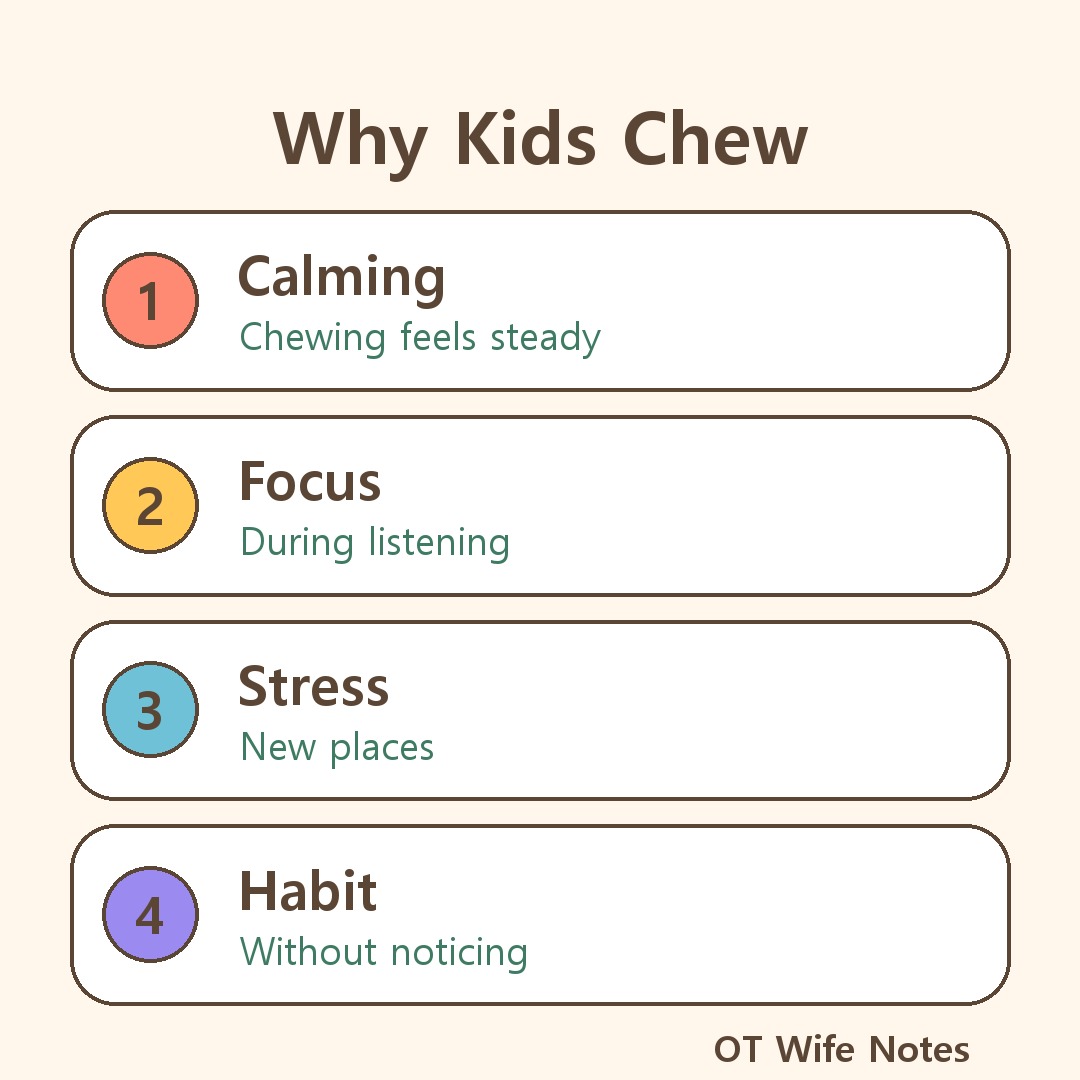 Why Kids Chew
1
Calming
Chewing feels steady
2
Focus
During listening
3
Stress
New places
4
Habit
Without noticing
OT Wife Notes